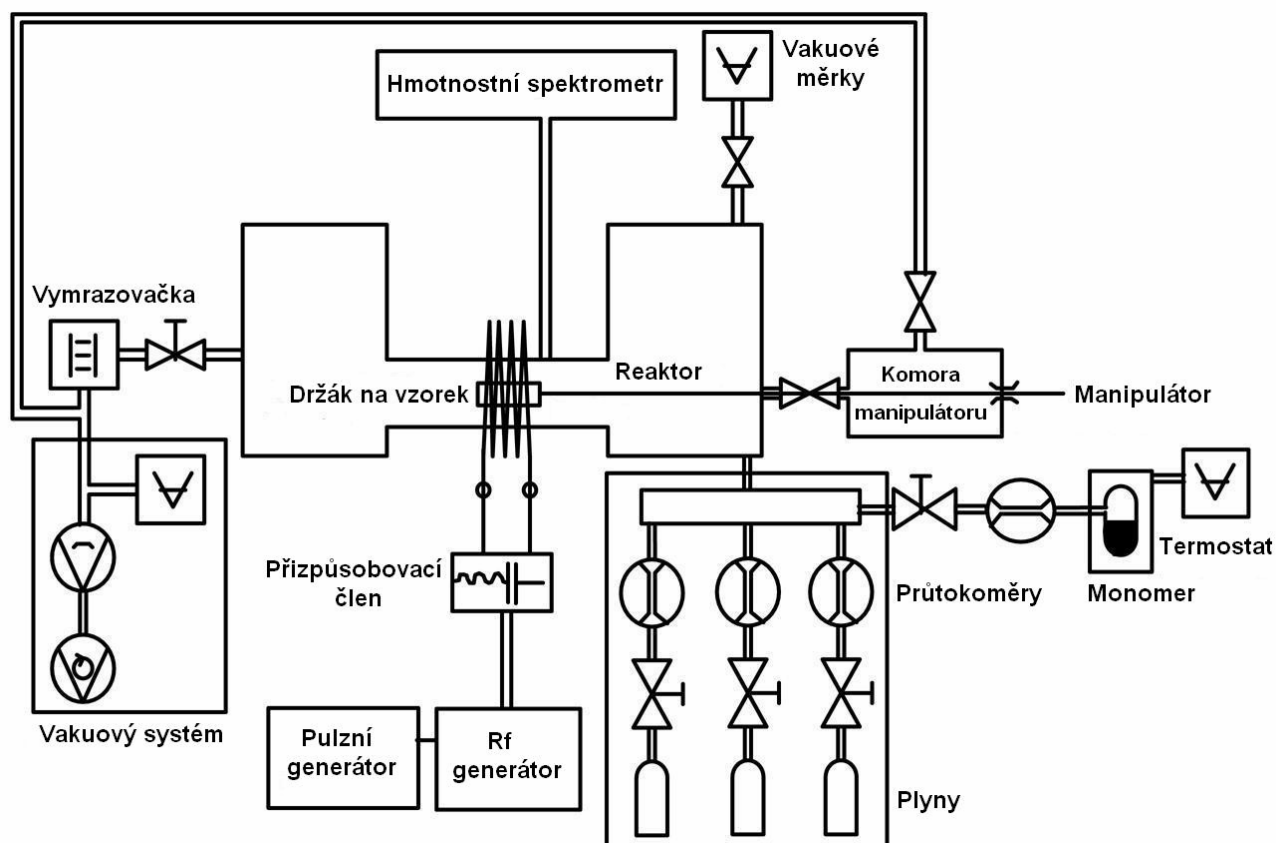 Vakuové
měrky
Hmotnostní spektrometr
Vymrazovačka
Reaktor
Komora
manipulátoru
Manipulátor
Držák na vzorek
Přizpůsobovací
člen
Průtokoměry
Termostat
Monomer
Vakuový systém
Pulzní
generátor
Rf
generátor
Plyny